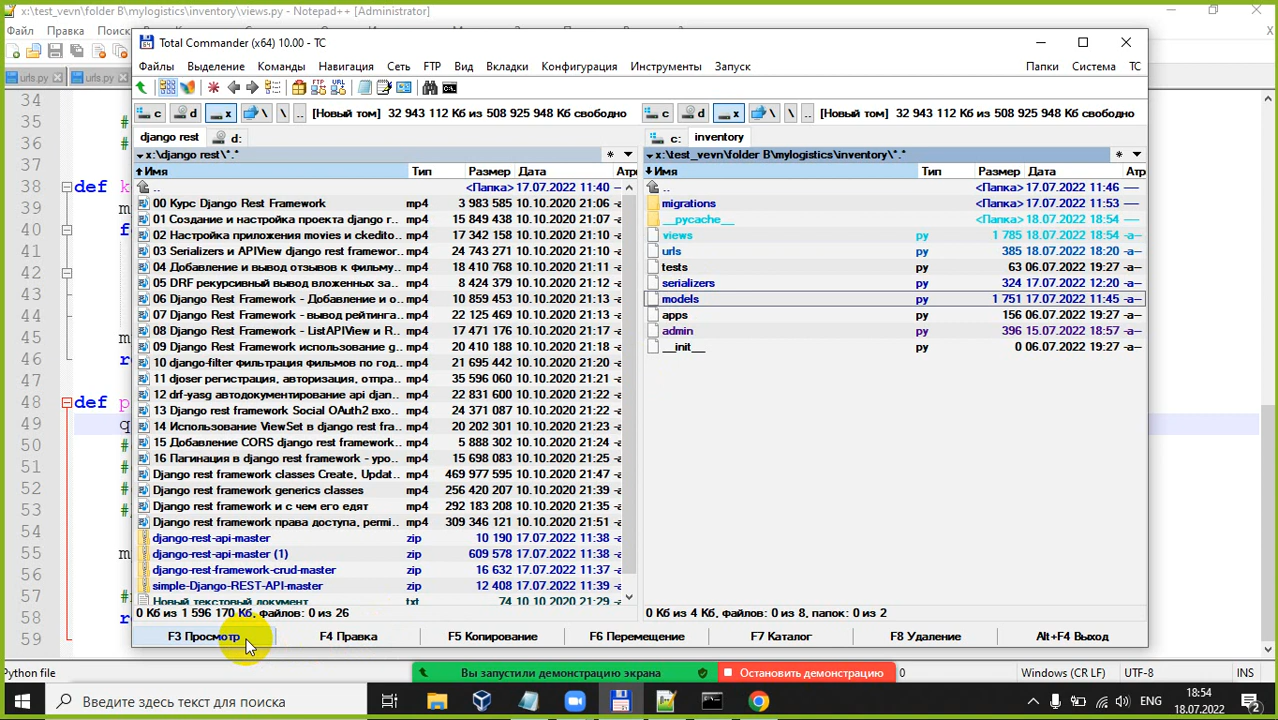 x:\test_vevn\folder B\mylogistics\inventory\views.py - Notepad++ [Administrator]
Файл Правка Поиск
urls.py urls.py
Total Commander (x64) 10.00 - TC
Файлы Выделение Команды Навигация Сеть FTP Вид Вкладки Конфигурация Инструменты Запуск Папки Система TC
FTP URL
c d x \ \ .. [Новый том] 32 943 112 Кб из 508 925 948 Кб свободно
c d x \ \ .. [Новый том] 32 943 112 Кб из 508 925 948 Кб свободно
django rest d:
c: inventory
x:\django rest\*.*
x:\test_vevn\folder B\mylogistics\inventory\*.*
Имя Тип Размер Дата Атр
.. <Папка> 17.07.2022 11:40
00 Курс Django Rest Framework mp4 3 983 585 10.10.2020 21:06
01 Создание и настройка проекта django r... mp4 15 849 438 10.10.2020 21:07
02 Настройка приложения movies и ckedito... mp4 17 342 158 10.10.2020 21:10
03 Serializers и APIView django rest framewor... mp4 24 743 271 10.10.2020 21:10
04 Добавление и вывод отзывов к фильму... mp4 18 410 768 10.10.2020 21:11
05 DRF рекурсивный вывод вложенных за... mp4 8 424 379 10.10.2020 21:12
06 Django Rest Framework - Добавление и о... mp4 10 859 453 10.10.2020 21:13
07 Django Rest Framework - вывод рейтинга... mp4 22 125 469 10.10.2020 21:13
08 Django Rest Framework - ListAPIView и R... mp4 17 471 176 10.10.2020 21:17
09 Django Rest Framework использование g... mp4 10 839 410 10.10.2020 21:18
10 django-filter фильтрация фильмов по год... mp4 21 695 442 10.10.2020 21:20
11 djoser регистрация, авторизация, отпра... mp4 35 596 060 10.10.2020 21:21
12 drf-yasg автодокументирование api djan... mp4 22 831 600 10.10.2020 21:22
13 Django rest framework Social OAuth2 вхо... mp4 24 371 087 10.10.2020 21:22
14 Использование ViewSet в django rest fra... mp4 20 202 301 10.10.2020 21:23
15 Добавление CORS django rest framework... mp4 5 888 302 10.10.2020 21:24
16 Пагинация в django rest framework - уро... mp4 15 698 083 10.10.2020 21:25
Django rest framework classes Create, Updat... mp4 469 977 595 10.10.2020 21:47
Django rest framework generics classes mp4 256 420 207 10.10.2020 21:39
Django rest framework и с чем его едят mp4 292 183 208 10.10.2020 21:35
Django rest framework права доступа, permi... mp4 309 346 121 10.10.2020 21:51
django-rest-api-master zip 10 190 17.07.2022 11:38
django-rest-api-master (1) zip 609 578 17.07.2022 11:38
django-rest-framework-crud-master zip 16 632 17.07.2022 11:37
simple-Django-REST-API-master zip 12 408 17.07.2022 11:39
Новый текстовый документ txt 74 10.10.2020 21:29
0 Кб из 1 596 170 Кб, файлов: 0 из 26
Имя Тип Размер Дата Атр
.. <Папка> 17.07.2022 11:46 ----
migrations <Папка> 17.07.2022 11:53 ----
__pycache__ <Папка> 18.07.2022 18:54 ----
views py 1 785 18.07.2022 18:54 -a--
urls py 385 18.07.2022 18:20 -a--
tests py 63 06.07.2022 19:27 -a--
serializers py 324 17.07.2022 12:20 -a--
models py 1 751 17.07.2022 11:45 -a--
apps py 156 06.07.2022 19:27 -a--
admin py 396 15.07.2022 18:57 -a--
__init__ py 0 06.07.2022 19:27 -a--
0 Кб из 4 Кб, файлов: 0 из 8, папок: 0 из 2
F3 Просмотр F4 Правка F5 Копирование F6 Перемещение F7 Каталог F8 Удаление Alt+F4 Выход
34
35 #
36 #
37
38 def k
39 m
40 fo
41
42
43
44
45 m
46 re
47
48 def p
49 q
50 #
51 #
52 #
53 #
54
55 m
56
57 #
58 re
59
Python file
Вы запустили демонстрацию экрана
Остановить демонстрацию
0 Windows (CR LF) UTF-8 INS
Введите здесь текст для поиска
ENG
18:54
18.07.2022
2